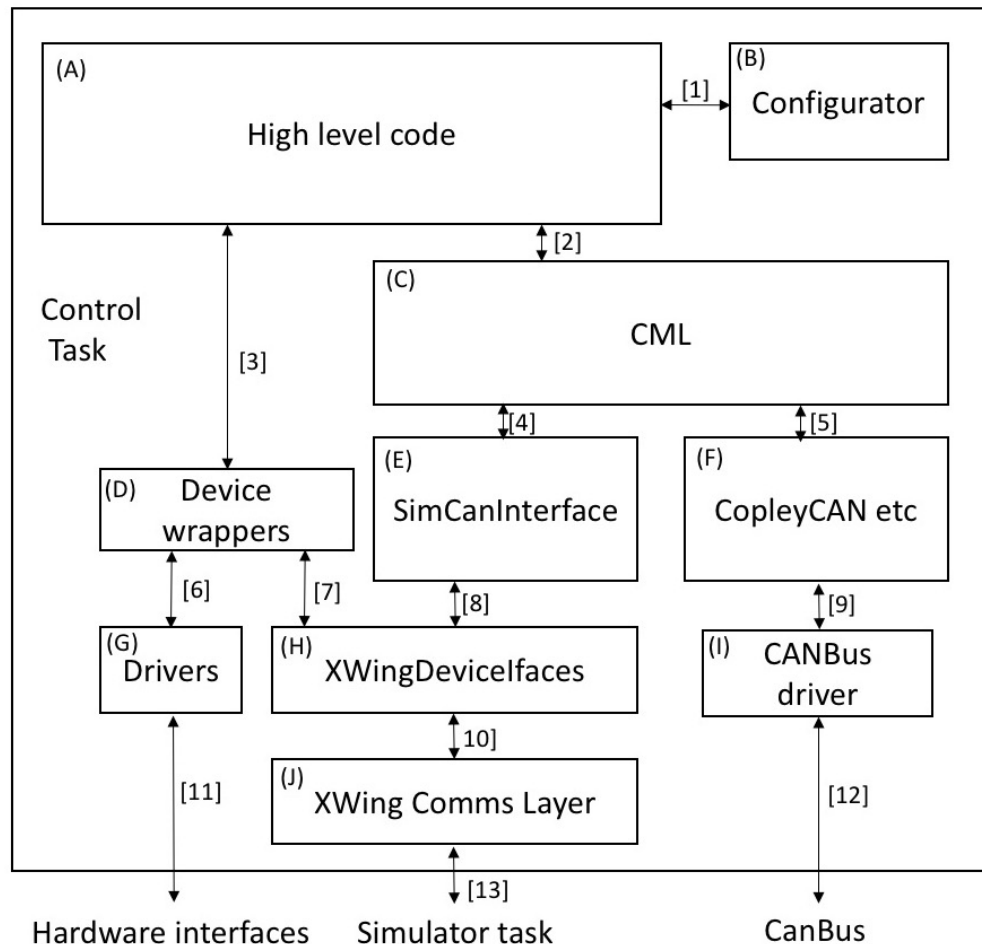 (A)
High level code
[1]
(B)
Configurator
[2]
(C)
CML
Control
Task
[3]
[4]
[5]
(D)
Device
wrappers
(E)
SimCanInterface
(F)
CopleyCAN etc
[6]
[7]
[8]
[9]
(G)
Drivers
(H)
XWingDeviceIfaces
(I)
CANBus
driver
10]
(J)
XWing Comms Layer
[11]
[12]
[13]
Hardware interfaces
Simulator task
CanBus